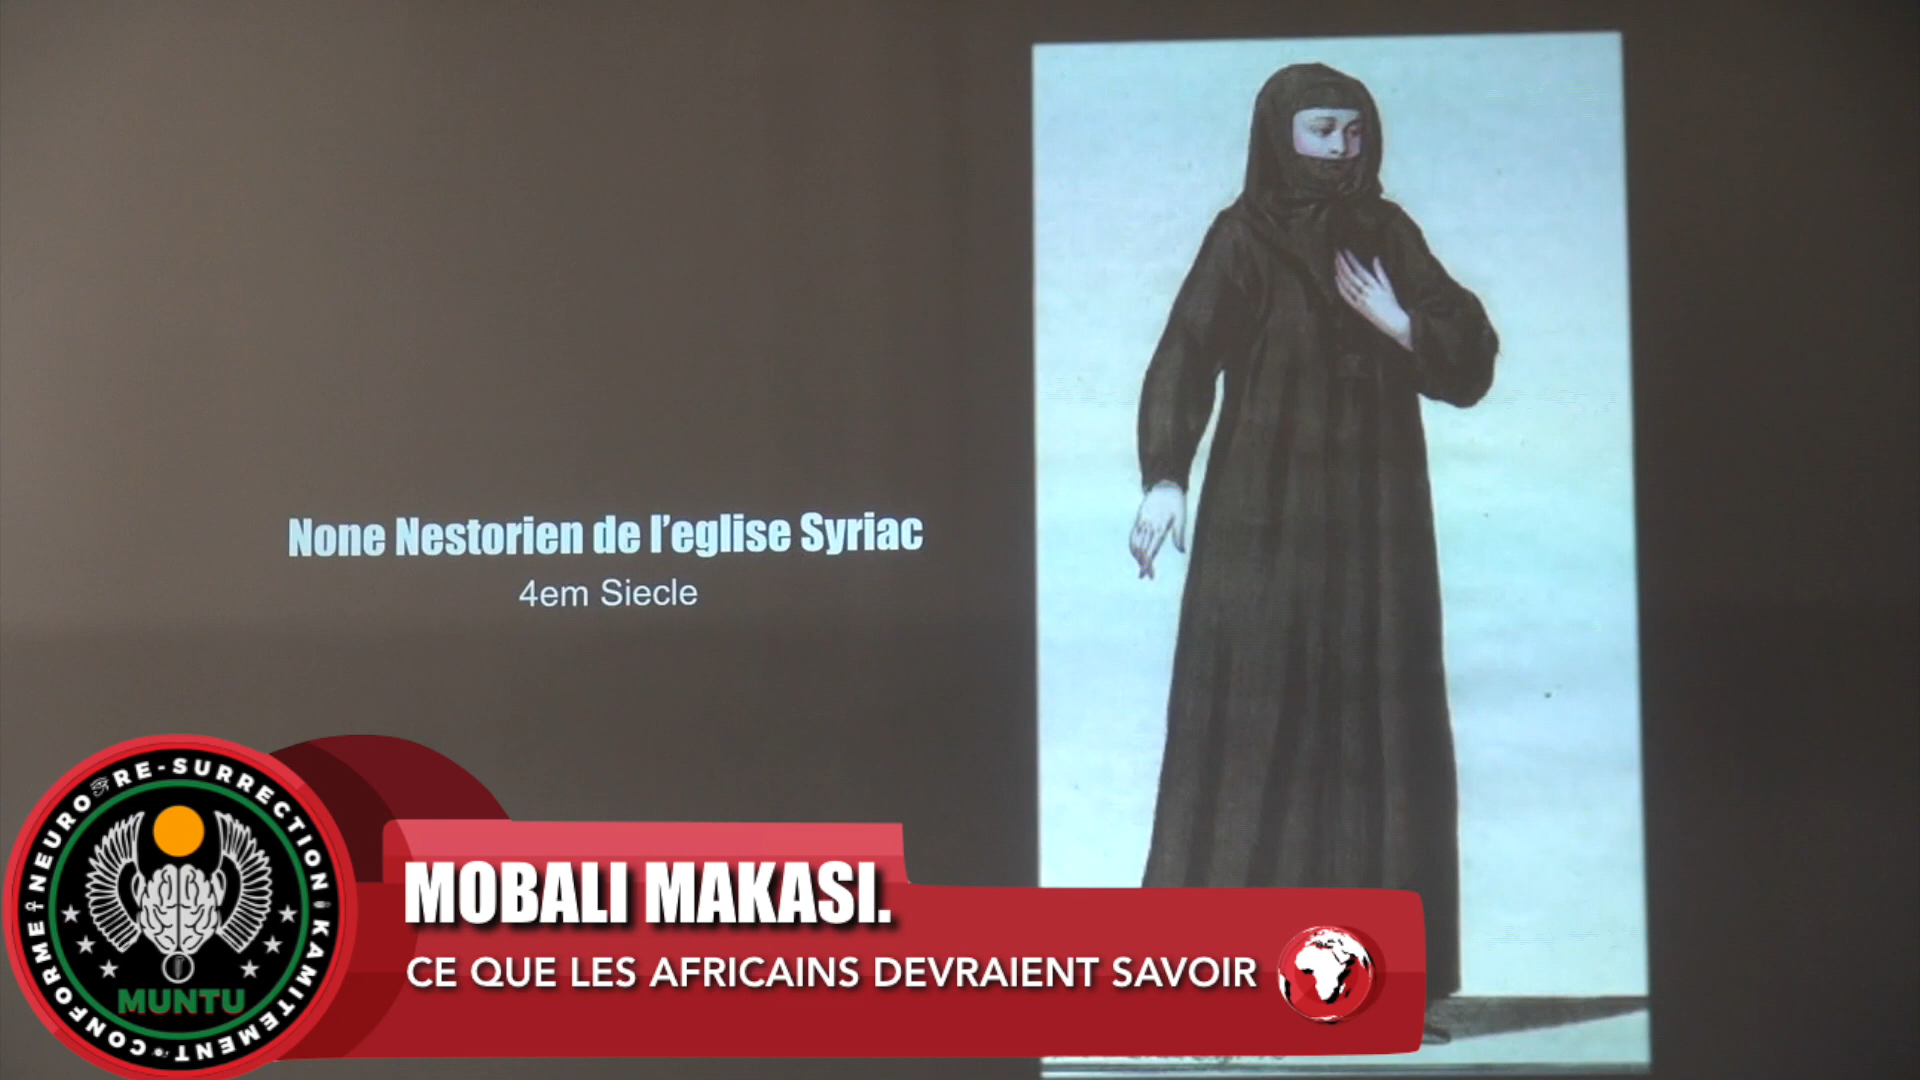 None Nestorien de l'eglise Syriac
4em Siecle
NEURO RE-SURRECTION KAMITEMENT CONFORME
MUNTU
MOBALI MAKASI.
CE QUE LES AFRICAINS DEVRAIENT SAVOIR